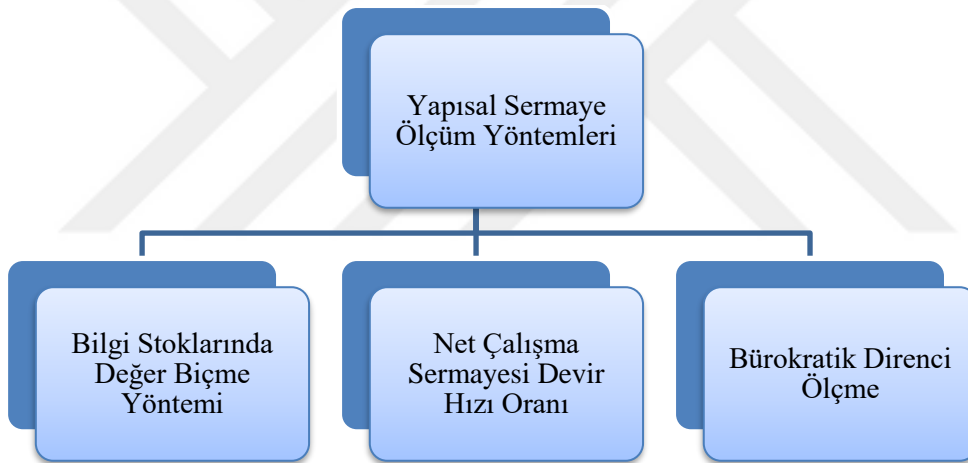 Yapısal Sermaye
Ölçüm Yöntemleri
Bilgi Stoklarında
Değer Biçme
Yöntemi
Net Çalışma
Sermayesi Devir
Hızı Oranı
Bürokratik Direnci
Ölçme